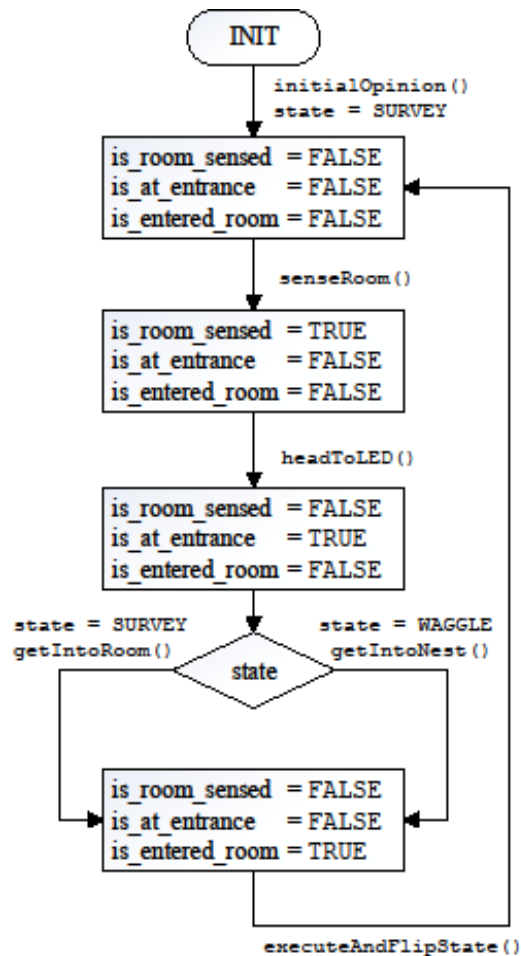 INIT
initialOpinion()
state = SURVEY
is_room_sensed = FALSE
is_at_entrance = FALSE
is_entered_room = FALSE
senseRoom()
is_room_sensed = TRUE
is_at_entrance = FALSE
is_entered_room = FALSE
headToLED()
is_room_sensed = FALSE
is_at_entrance = TRUE
is_entered_room = FALSE
state = SURVEY
getIntoRoom()
state = WAGGLE
getIntoNest()
state
is_room_sensed = FALSE
is_at_entrance = FALSE
is_entered_room = TRUE
executeAndFlipState()